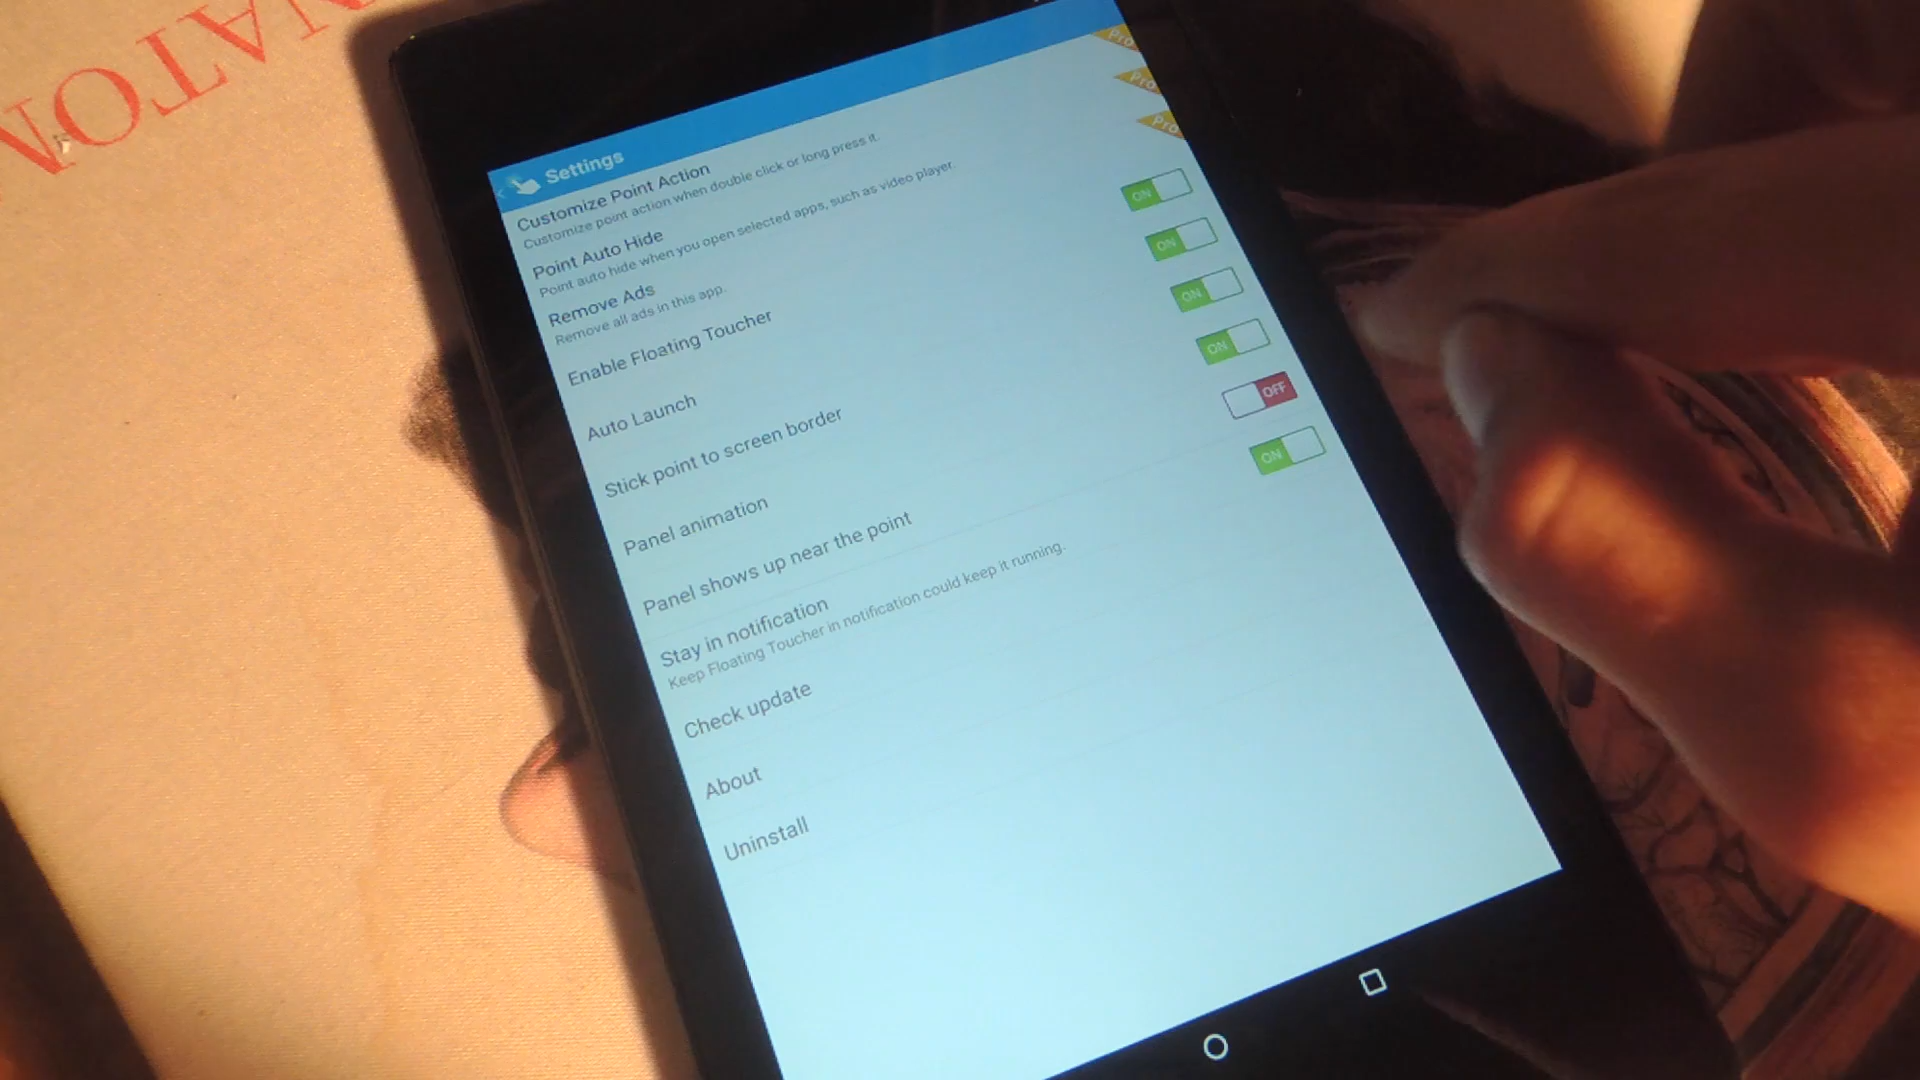 Settings
Customize Point Action
Customize point action when double click or long press it.
Pro
Point Auto Hide
Point auto hide when you open selected apps, such as video player.
Pro
Remove Ads
Remove all ads in this app.
Pro
Enable Floating Toucher
ON
Auto Launch
ON
Stick point to screen border
ON
Panel animation
ON
Panel shows up near the point
OFF
Stay in notification
Keep Floating Toucher in notification could keep it running.
ON
Check update
About
Uninstall